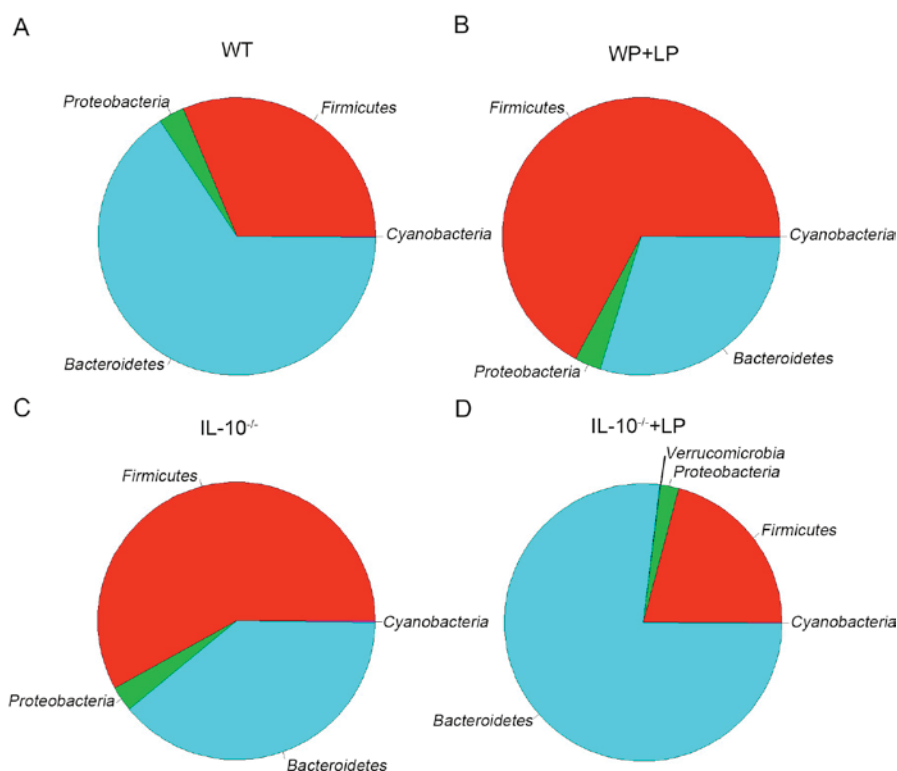 A
WT
Proteobacteria
Firmicutes
Cyanobacteria
Bacteroidetes
B
WP+LP
Firmicutes
Cyanobacteria
Bacteroidetes
Proteobacteria
C
IL-10-/-
Firmicutes
Cyanobacteria
Proteobacteria
Bacteroidetes
D
IL-10-/-+LP
Verrucomicrobia
Proteobacteria
Firmicutes
Cyanobacteria
Bacteroidetes